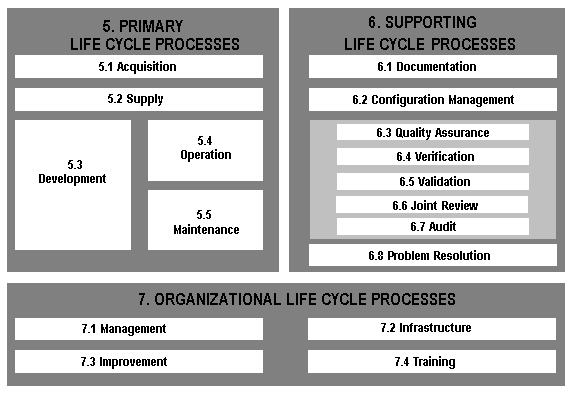 5. PRIMARY
LIFE CYCLE PROCESSES
5.1 Acquisition
5.2 Supply
5.3
Development
5.4
Operation
5.5
Maintenance
6. SUPPORTING
LIFE CYCLE PROCESSES
6.1 Documentation
6.2 Configuration Management
6.3 Quality Assurance
6.4 Verification
6.5 Validation
6.6 Joint Review
6.7 Audit
6.8 Problem Resolution
7. ORGANIZATIONAL LIFE CYCLE PROCESSES
7.1 Management
7.2 Infrastructure
7.3 Improvement
7.4 Training